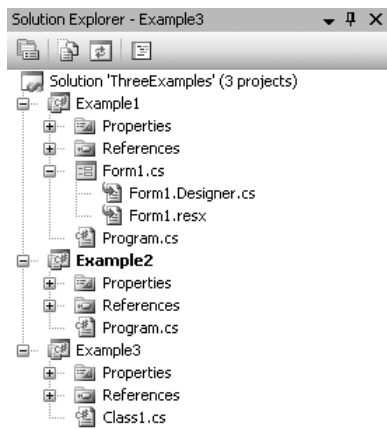 Solution Explorer - Example3
Solution 'ThreeExamples' (3 projects)
Example1
Properties
References
Form1.cs
Form1.Designer.cs
Form1.resx
Program.cs
Example2
Properties
References
Program.cs
Example3
Properties
References
Class1.cs